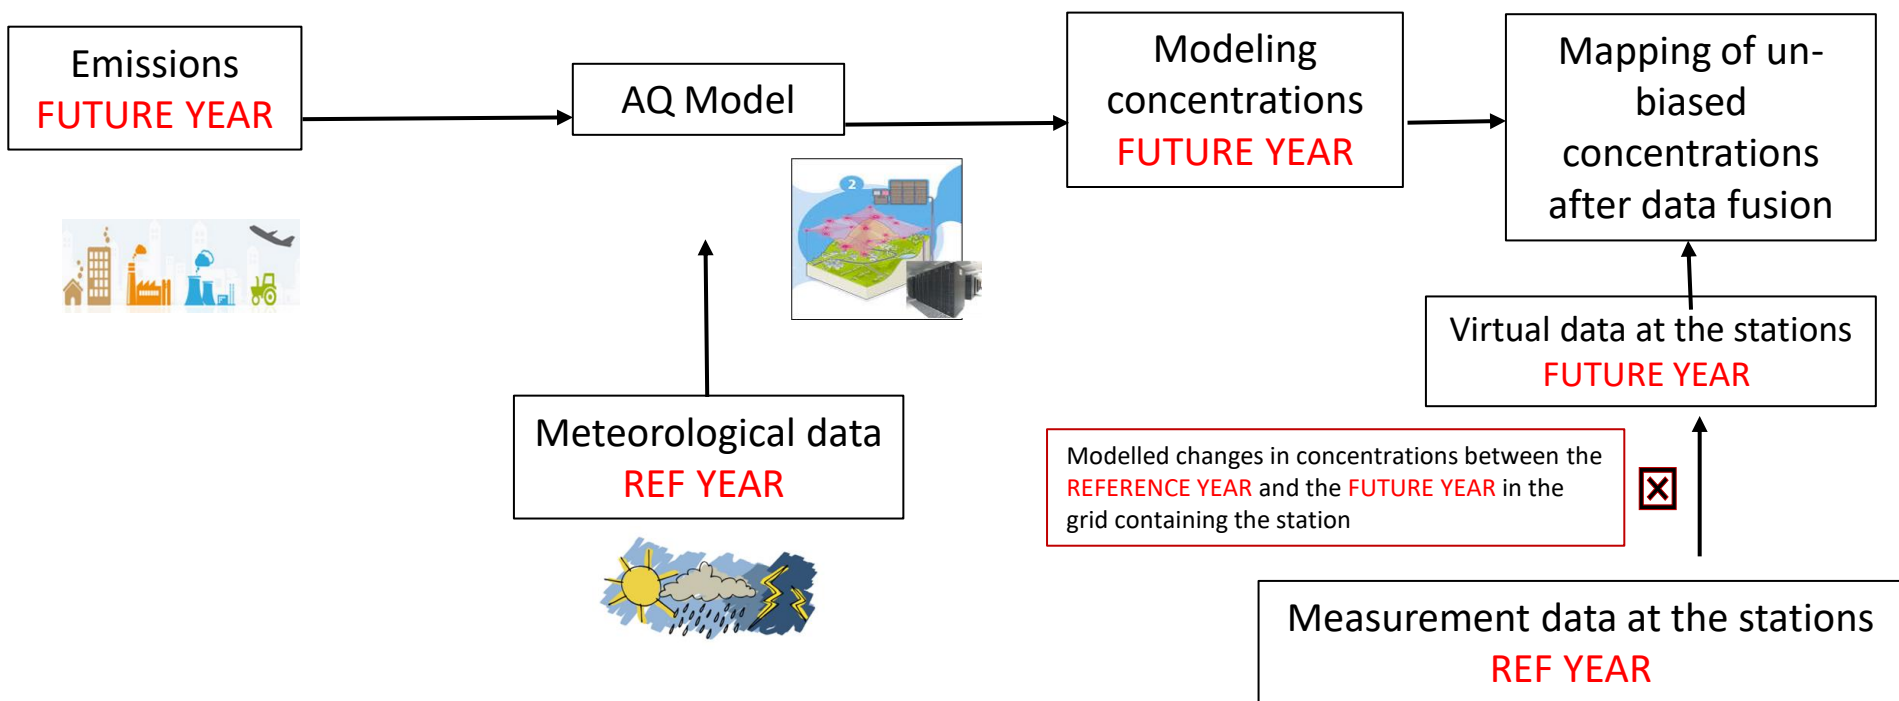 Emissions
FUTURE YEAR
AQ Model
Modeling
concentrations
FUTURE YEAR
Mapping of un-
biased
concentrations
after data fusion
2
Virtual data at the stations
FUTURE YEAR
Meteorological data
REF YEAR
Modelled changes in concentrations between the
REFERENCE YEAR and the FUTURE YEAR in the
grid containing the station
Measurement data at the stations
REF YEAR